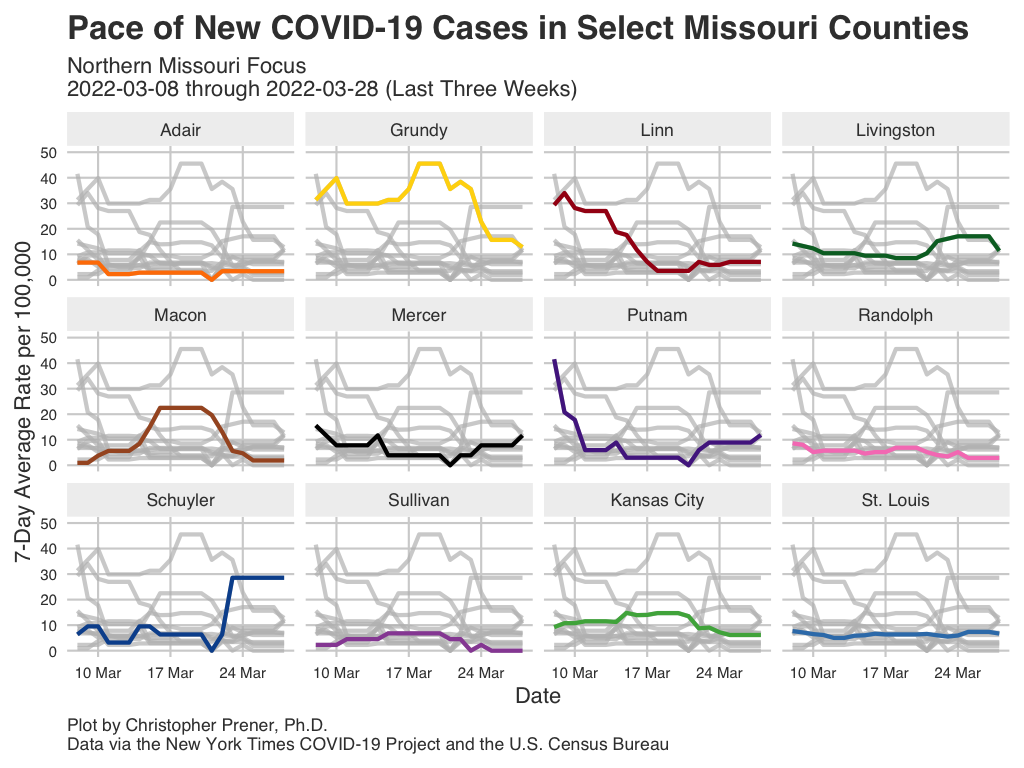 Pace of New COVID-19 Cases in Select Missouri Counties
Northern Missouri Focus
2022-03-08 through 2022-03-28 (Last Three Weeks)
7-Day Average Rate per 100,000
Adair Grundy Linn Livingston
50
40
30
20
10
0
Macon Mercer Putnam Randolph
50
40
30
20
10
0
Schuyler Sullivan Kansas City St. Louis
50
40
30
20
10
0
10 Mar 17 Mar 24 Mar 10 Mar 17 Mar 24 Mar 10 Mar 17 Mar 24 Mar 10 Mar 17 Mar 24 Mar
Date
Plot by Christopher Prener, Ph.D.
Data via the New York Times COVID-19 Project and the U.S. Census Bureau